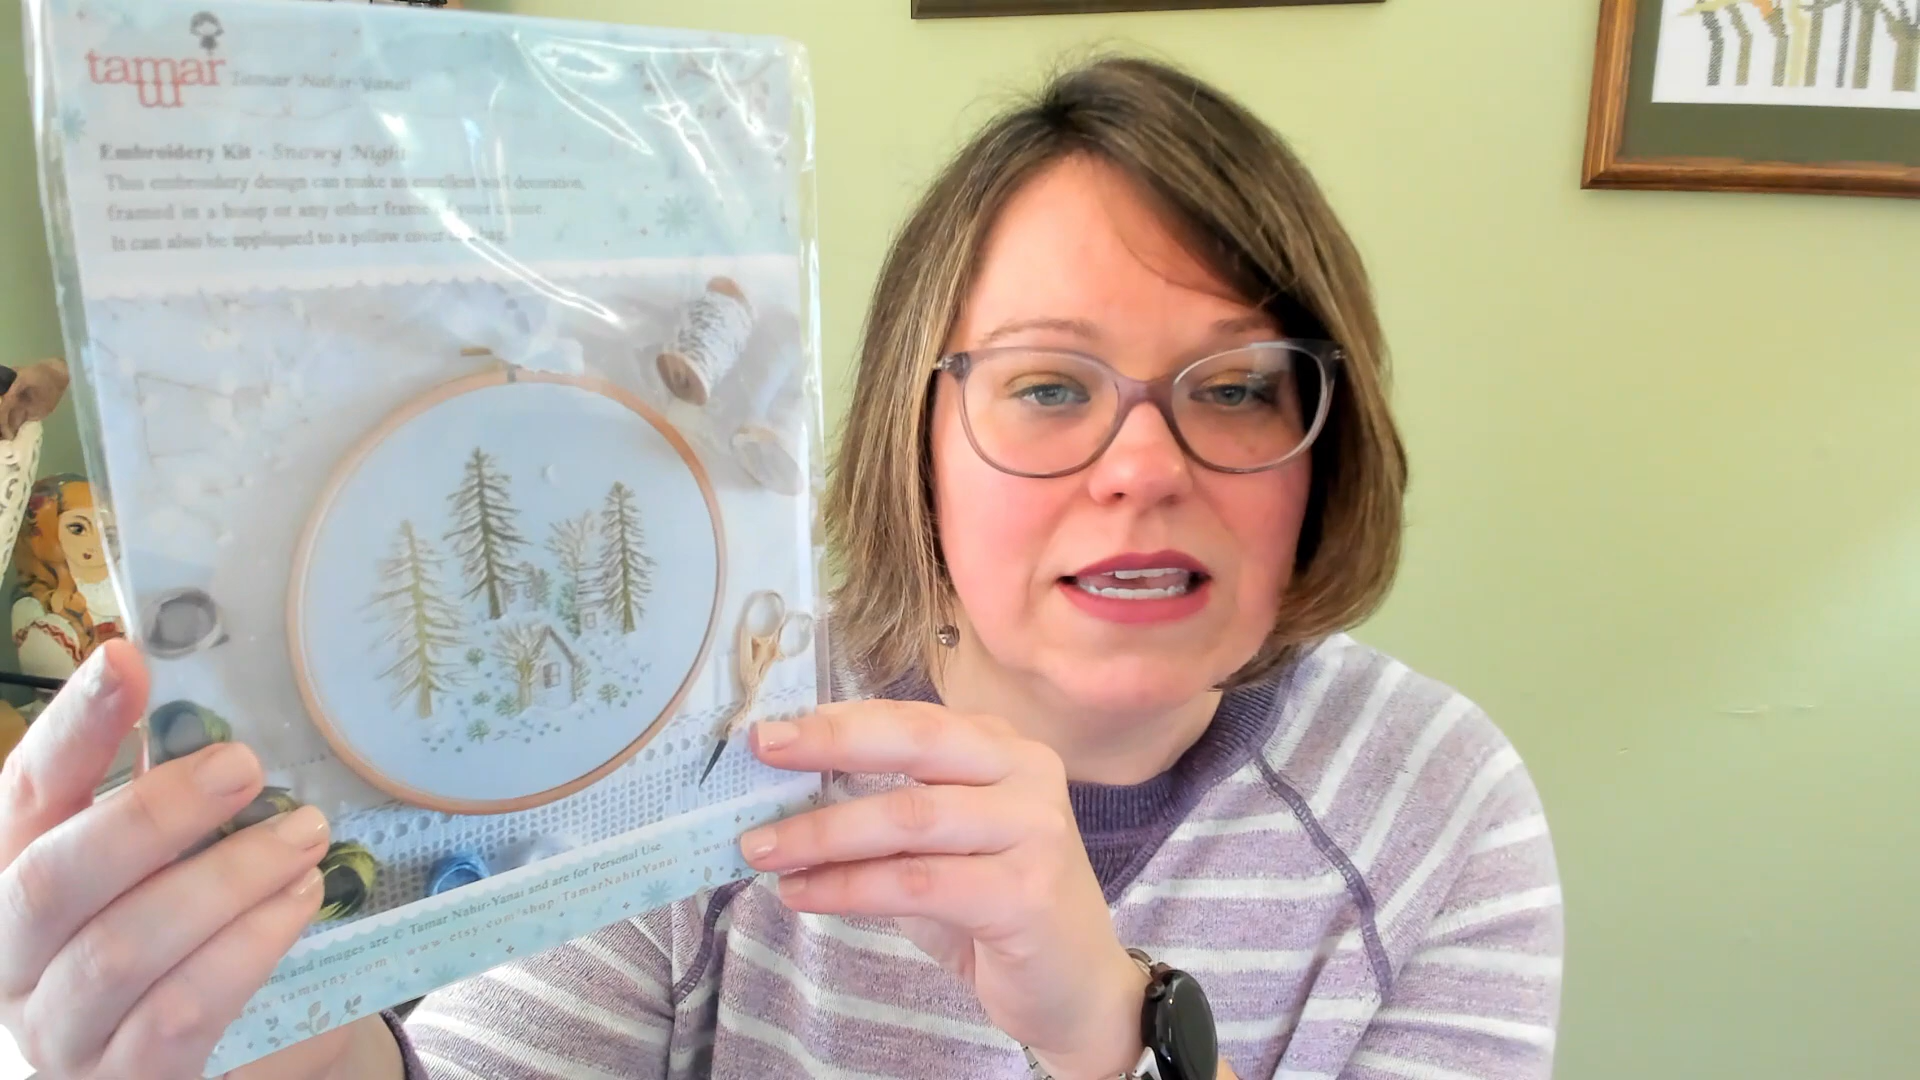 tamar Tamar Nahir-Yanai
Embroidery Kit - Snowy Night
This embroidery design can make an excellent wall decoration,
framed in a hoop or any other frame of your choice.
It can also be appliqued to a pillow cover
and images are © Tamar Nahir-Yanai and are for Personal Use.
www.tamarny.com | www.etsy.com/shop/TamarNahirYanai